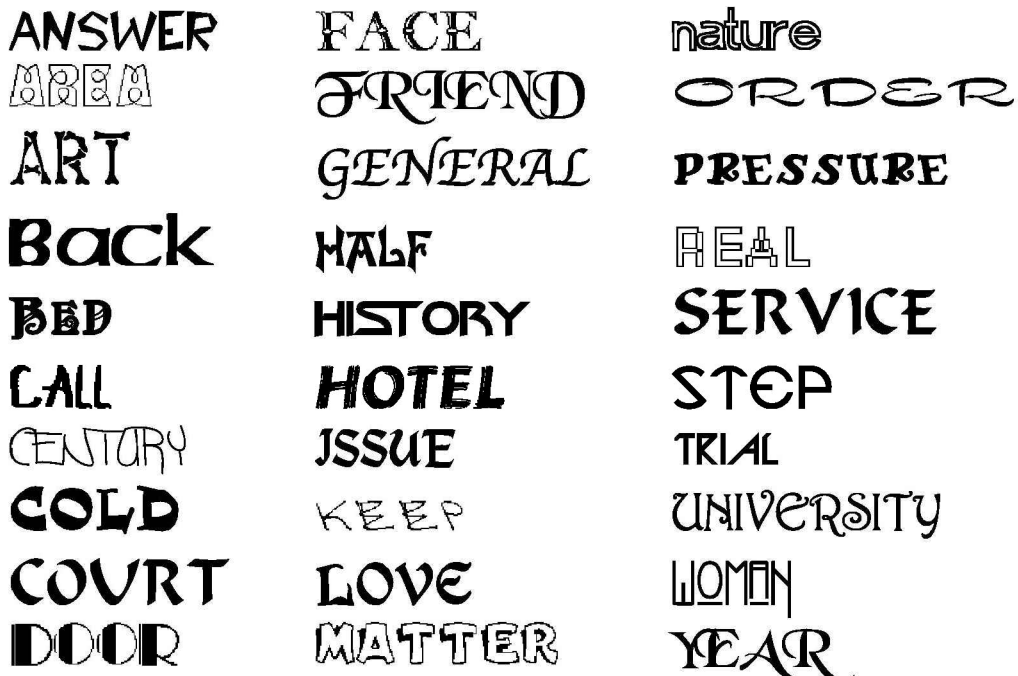 ANSWER
AREA
ART
Back
BED
CALL
CENTURY
COLD
COURT
DOOR
FACE
FRIEND
GENERAL
HALF
HISTORY
HOTEL
ISSUE
KEEP
LOVE
MATTER
nature
ORDER
PRESSURE
REAL
SERVICE
STEP
TRIAL
UNIVERSITY
WOMAN
YEAR